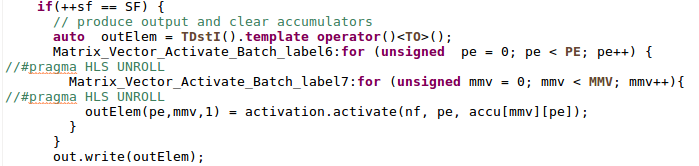 if(++sf == SF) {
// produce output and clear accumulators
auto outElem = TDstI().template operator()<TO>();
Matrix_Vector_Activate_Batch_label6:for (unsigned pe = 0; pe < PE; pe++) {
//#pragma HLS UNROLL
Matrix_Vector_Activate_Batch_label7:for (unsigned mmv = 0; mmv < MMV; mmv++){
//#pragma HLS UNROLL
outElem(pe,mmv,1) = activation.activate(nf, pe, accu[mmv][pe]);
}
}
out.write(outElem);